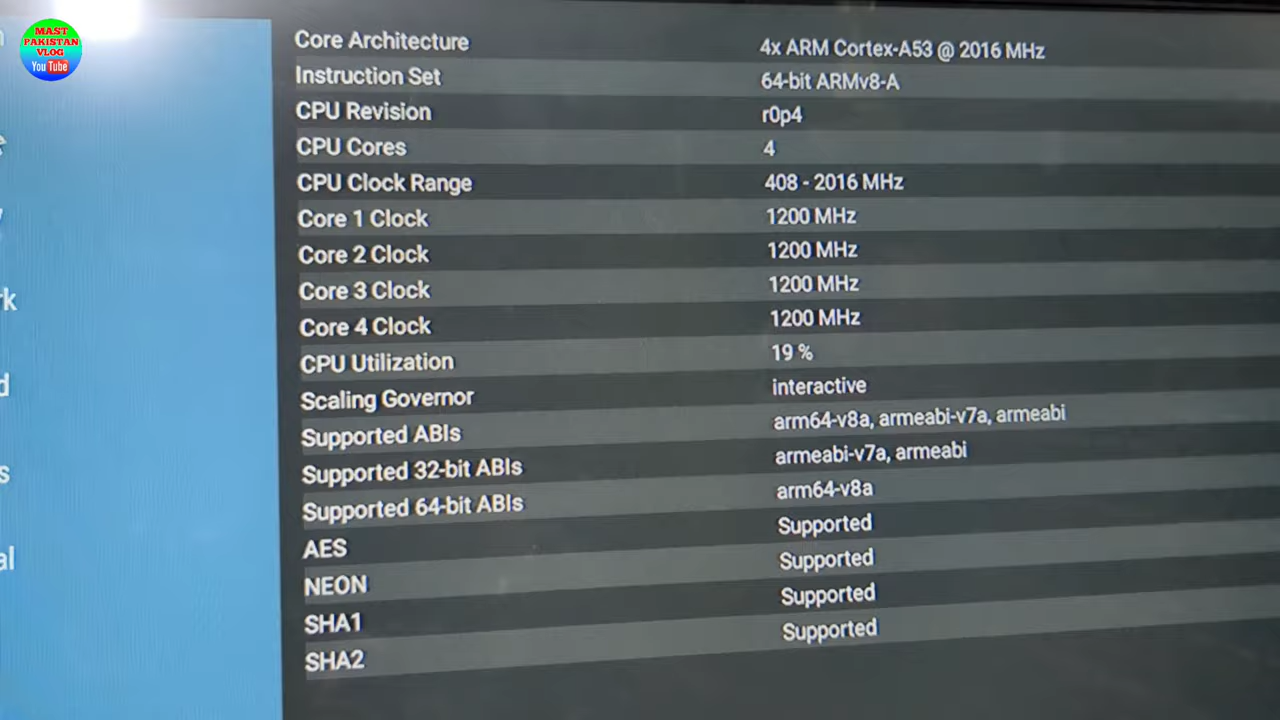 MAST
PAKISTAN
VLOG
You Tube
Core Architecture 4x ARM Cortex-A53 @ 2016 MHz
Instruction Set 64-bit ARMv8-A
CPU Revision r0p4
CPU Cores 4
CPU Clock Range 408 - 2016 MHz
Core 1 Clock 1200 MHz
Core 2 Clock 1200 MHz
Core 3 Clock 1200 MHz
Core 4 Clock 1200 MHz
CPU Utilization 19 %
Scaling Governor interactive
Supported ABIs arm64-v8a, armeabi-v7a, armeabi
Supported 32-bit ABIs armeabi-v7a, armeabi
Supported 64-bit ABIs arm64-v8a
AES Supported
NEON Supported
SHA1 Supported
SHA2 Supported